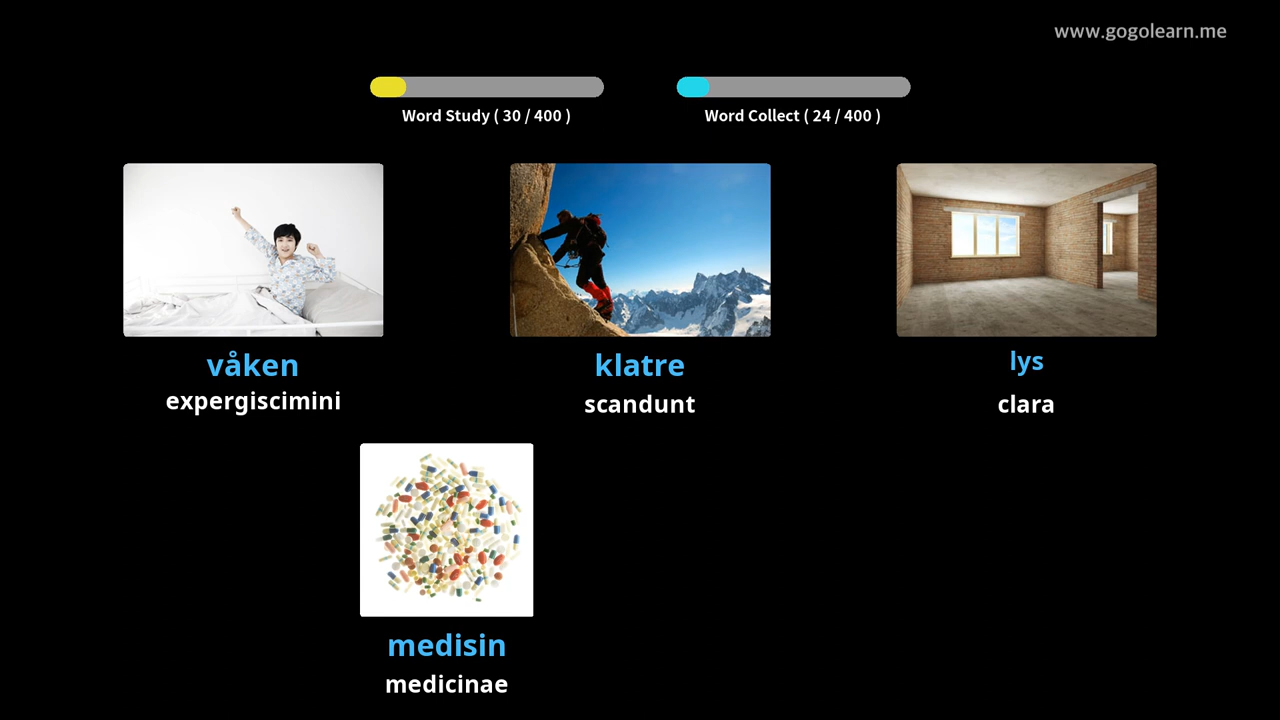 www.gogolearn.me
Word Study ( 30 / 400 )
Word Collect ( 24 / 400 )
våken
klatre
lys
expergiscimini
scandunt
clara
medisin
medicinae